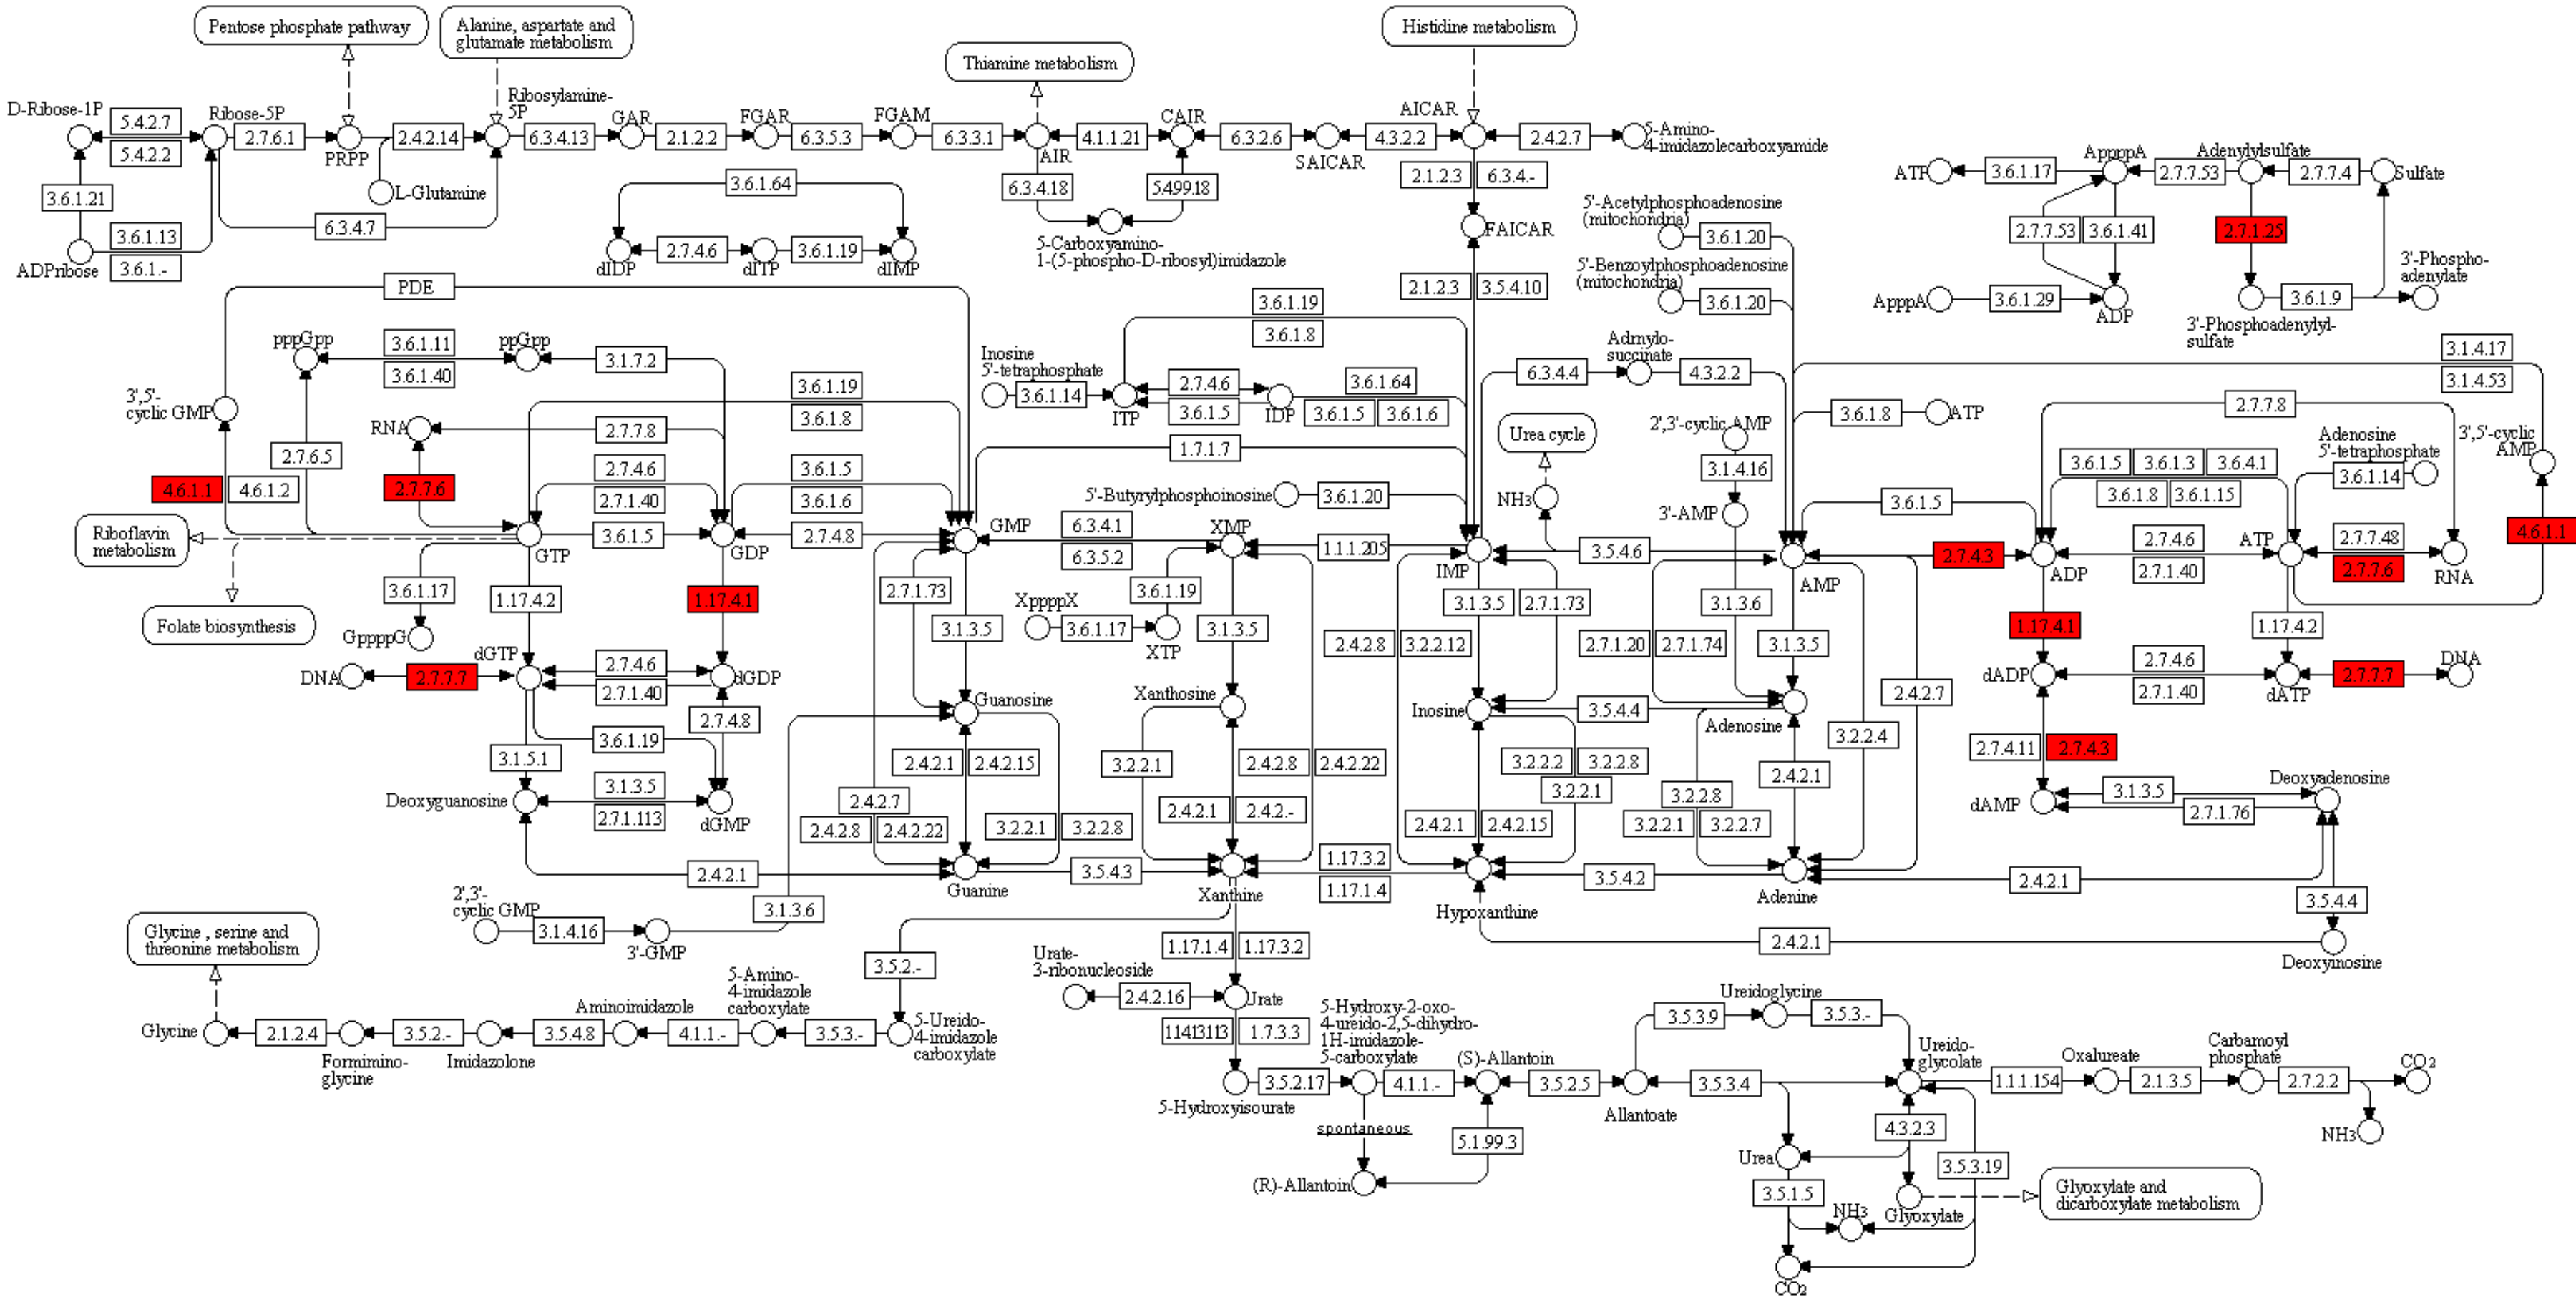 Pentose phosphate pathway
Alanine, aspartate and
glutamate metabolism
Histidine metabolism
Thiamine metabolism
D-Ribose-1P
5.4.2.7
5.4.2.2
Ribose-5P
2.7.6.1
PRPP
2.4.2.14
Ribosylamine-
5P
6.3.4.13
GAR
2.1.2.2
FGAR
6.3.5.3
FGAM
6.3.3.1
AIR
4.1.1.21
CAIR
6.3.2.6
SAICAR
4.3.2.2
AICAR
2.4.2.7
5-Amino-
4-imidazolecarboxyamide
3.6.1.21
L-Glutamine
6.3.4.7
3.6.1.13
3.6.1.-
ADPribose
3.6.1.64
dIDP
2.7.4.6
dITP
3.6.1.19
dIMP
6.3.4.18
5.4.99.18
5-Carboxyamino-
1-(5-phospho-D-ribosyl)imidazole
2.1.2.3
6.3.4.-
FAICAR
2.1.2.3
3.5.4.10
5'-Acetylphosphoadenosine
(mitochondria)
3.6.1.20
5'-Benzoylphosphoadenosine
(mitochondria)
3.6.1.20
ATP
3.6.1.17
AppppA
2.7.7.53
Adenylylsulfate
2.7.7.4
Sulfate
2.7.7.53
3.6.1.41
2.7.1.25
ApppA
3.6.1.29
ADP
3.6.1.9
3'-Phospho-
adenylate
3'-Phosphoadenylyl-
sulfate
PDE
pppGpp
3.6.1.11
3.6.1.40
ppGpp
3.1.7.2
3',5'-
cyclic GMP
RNA
2.7.7.8
3.6.1.19
3.6.1.8
2.7.6.5
4.6.1.1
4.6.1.2
2.7.7.6
2.7.4.6
2.7.1.40
3.6.1.5
3.6.1.6
Riboflavin
metabolism
GTP
3.6.1.5
GDP
2.7.4.8
GMP
Folate biosynthesis
3.6.1.17
GppppG
1.17.4.2
1.17.4.1
3.6.1.19
3.6.1.8
Inosine
5'-tetraphosphate
3.6.1.14
ITP
2.7.4.6
3.6.1.5
IDP
3.6.1.64
3.6.1.5
3.6.1.6
1.7.1.7
5'-Butyrylphosphoinosine
3.6.1.20
6.3.4.4
Admylo-
succinate
4.3.2.2
Urea cycle
NH3
2',3'-cyclic AMP
3.1.4.16
3'-AMP
3.6.1.8
ATP
3.1.4.17
3.1.4.53
2.7.7.8
3',5'-cyclic
AMP
Adenosine
5'-tetraphosphate
3.6.1.14
3.6.1.5
3.6.1.3
3.6.4.1
3.6.1.8
3.6.1.15
3.6.1.5
4.6.1.1
6.3.4.1
6.3.5.2
XMP
1.1.1.205
IMP
3.5.4.6
AMP
2.7.4.3
ADP
2.7.4.6
2.7.1.40
ATP
2.7.7.48
2.7.7.6
RNA
2.7.1.73
3.1.3.5
XppppX
3.6.1.17
XTP
3.6.1.19
3.1.3.5
2.4.2.8
3.2.2.12
3.1.3.5
2.7.1.73
2.7.1.20
2.7.1.74
3.1.3.6
3.1.3.5
1.17.4.1
1.17.4.2
DNA
2.7.7.7
dGTP
2.7.4.6
2.7.1.40
dGDP
2.7.4.8
Guanosine
Xanthosine
Inosine
3.5.4.4
Adenosine
2.4.2.7
dADP
2.7.4.6
2.7.1.40
dATP
2.7.7.7
DNA
3.1.5.1
3.6.1.19
Deoxyguanosine
3.1.3.5
2.7.1.113
dGMP
2.4.2.7
2.4.2.8
2.4.2.22
2.4.2.1
2.4.2.15
3.2.2.1
3.2.2.8
3.2.2.1
2.4.2.8
2.4.2.22
2.4.2.1
2.4.2.-
3.2.2.2
3.2.2.8
3.2.2.1
2.4.2.1
2.4.2.15
3.2.2.8
3.2.2.1
3.2.2.7
2.4.2.1
3.2.2.4
2.7.4.11
2.7.4.3
dAMP
3.1.3.5
2.7.1.76
Deoxyadenosine
2.4.2.1
Guanine
3.5.4.3
Xanthine
1.17.3.2
1.17.1.4
Hypoxanthine
3.5.4.2
Adenine
2.4.2.1
3.5.4.4
2.4.2.1
Deoxyinosine
2',3'-
cyclic GMP
3.1.4.16
3'-GMP
3.1.3.6
Glycine , serine and
threonine metabolism
3.5.2.-
1.17.1.4
1.17.3.2
Urate-
3-ribonucleoside
2.4.2.16
Urate
1.14.13.113
1.7.3.3
Glycine
2.1.2.4
Formimino-
glycine
3.5.2.-
Imidazolone
3.5.4.8
Aminoimidazole
4.1.1.-
5-Amino-
4-imidazole
carboxylate
3.5.3.-
5-Ureido-
4-imidazole
carboxylate
5-Hydroxyisourate
3.5.2.17
5-Hydroxy-2-oxo-
4-ureido-2,5-dihydro-
1H-imidazole-
5-carboxylate
4.1.1.-
(S)-Allantoin
spontaneous
(R)-Allantoin
5.1.99.3
3.5.2.5
Allantoate
3.5.3.9
Ureidoglycine
3.5.3.-
3.5.3.4
Ureido-
glycolate
1.1.1.154
Oxalureate
2.1.3.5
Carbamoyl
phosphate
2.7.2.2
CO2
NH3
4.3.2.3
Urea
3.5.3.19
3.5.1.5
Glyoxylate
NH3
CO2
Glyoxylate and
dicarboxylate metabolism